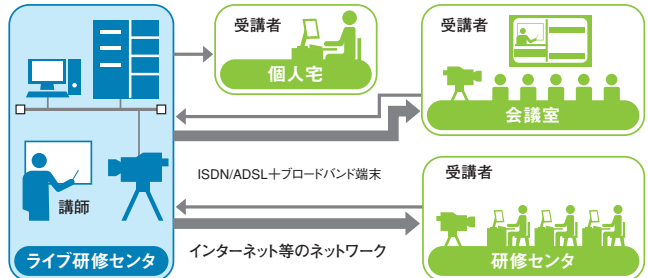 受講者
個人宅
受講者
会議室
ISDN/ADSL＋ブロードバンド端末
受講者
講師
インターネット等のネットワーク
ライブ研修センタ
研修センタ